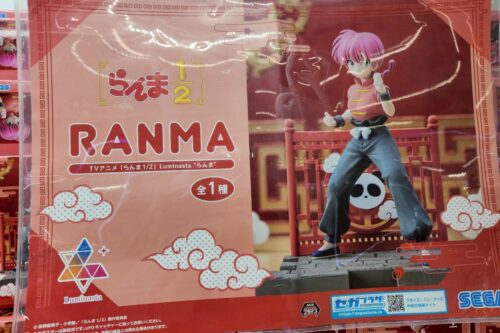 らんま1/2
RANMA
TVアニメ「らんま1/2」 Luminasta “らんま”
全1種
Luminasta
セガプラザ
SEGA